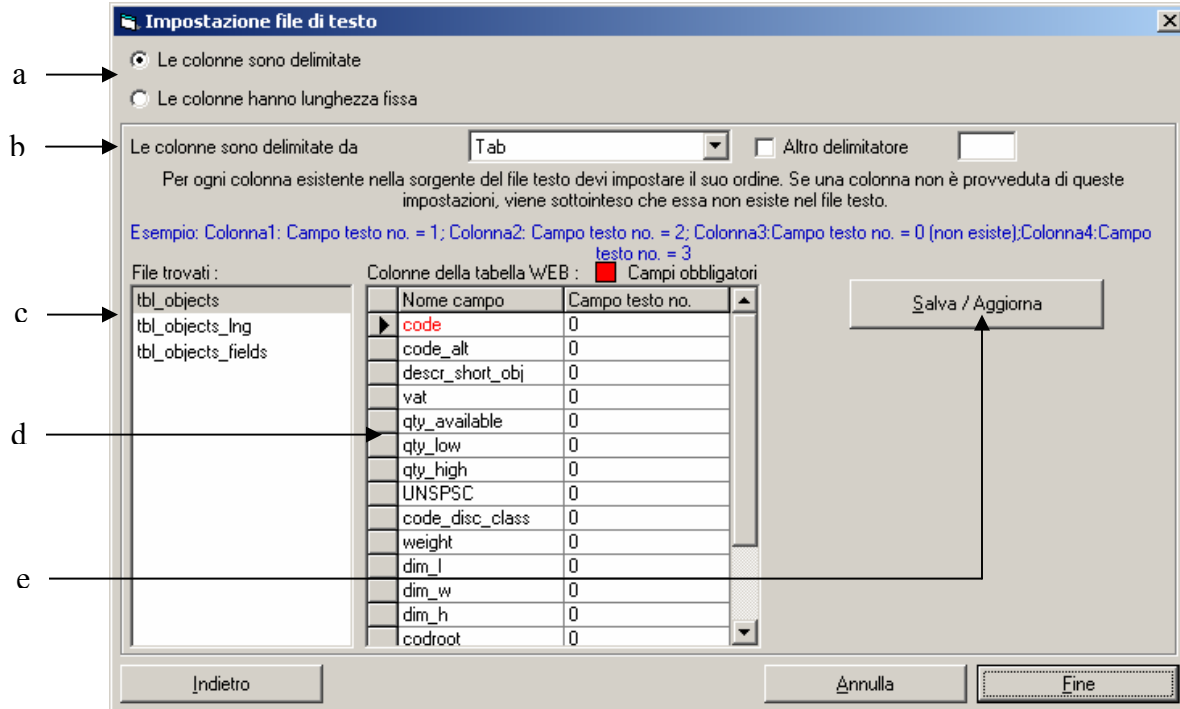 Impostazione file di testo
a
Le colonne sono delimitate
Le colonne hanno lunghezza fissa
b
Le colonne sono delimitate da
Tab
Altro delimitatore
Per ogni colonna esistente nella sorgente del file testo devi impostare il suo ordine. Se una colonna non è provveduta di queste
impostazioni, viene sottointeso che essa non esiste nel file testo.
Esempio: Colonna1: Campo testo no. = 1; Colonna2: Campo testo no. = 2; Colonna3:Campo testo no. = 0 (non esiste);Colonna4:Campo
testo no. = 3
File trovati :
Colonne della tabella WEB :
Campi obbligatori
c
tbl_objects
tbl_objects_lng
tbl_objects_fields
d
Nome campo Campo testo no.
code 0
code_alt 0
descr_short_obj 0
vat 0
qty_available 0
qty_low 0
qty_high 0
UNSPSC 0
code_disc_class 0
weight 0
dim_l 0
dim_w 0
dim_h 0
codroot 0
Salva / Aggiorna
e
Indietro
Annulla
Fine